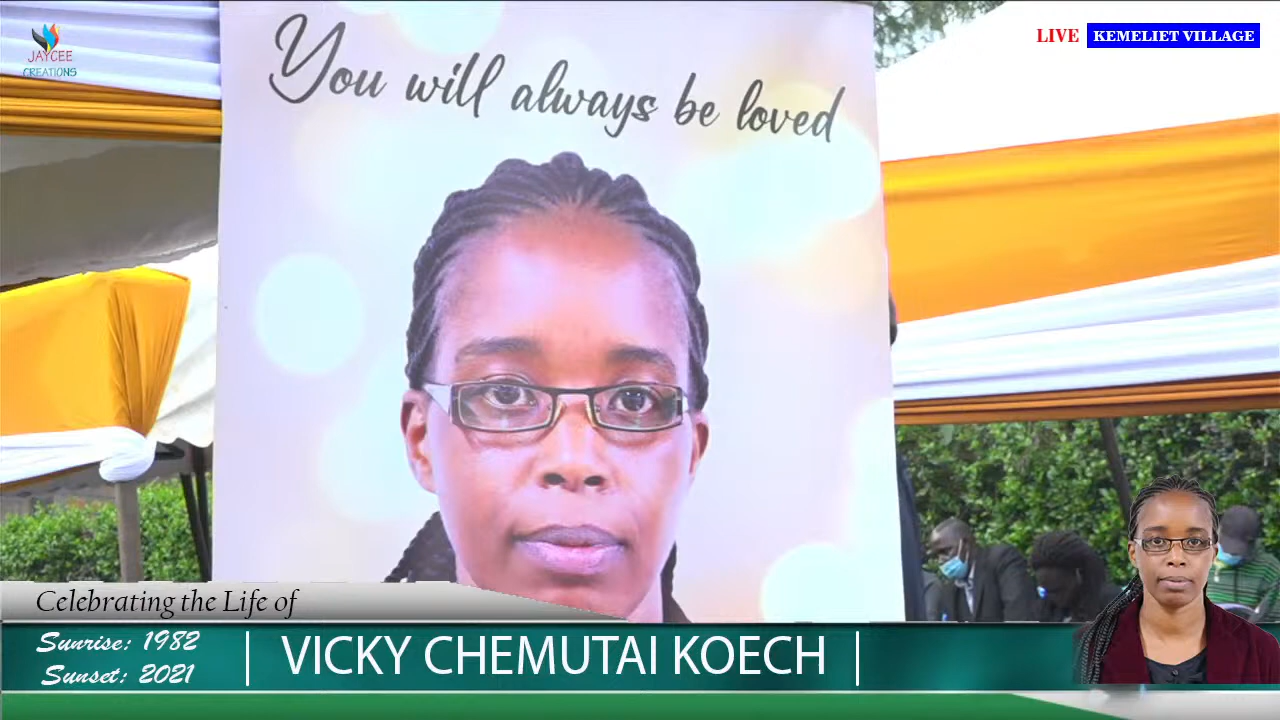 JAYCEE
CREATIONS
You will always be loved
LIVE KEMELIET VILLAGE
Celebrating the Life of
Sunrise: 1982
Sunset: 2021
VICKY CHEMUTAI KOECH